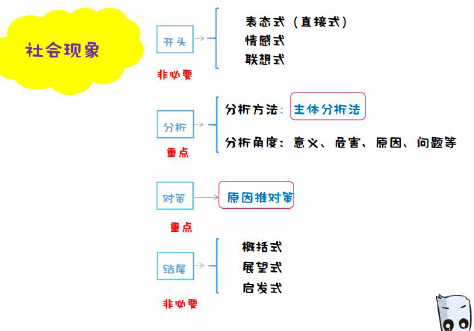 社会现象
开头
非必要
表态式（直接式）
情感式
联想式
分析
重点
分析方法：主体分析法
分析角度：意义、危害、原因、问题等
对策
重点
原因推对策
结尾
非必要
概括式
展望式
启发式